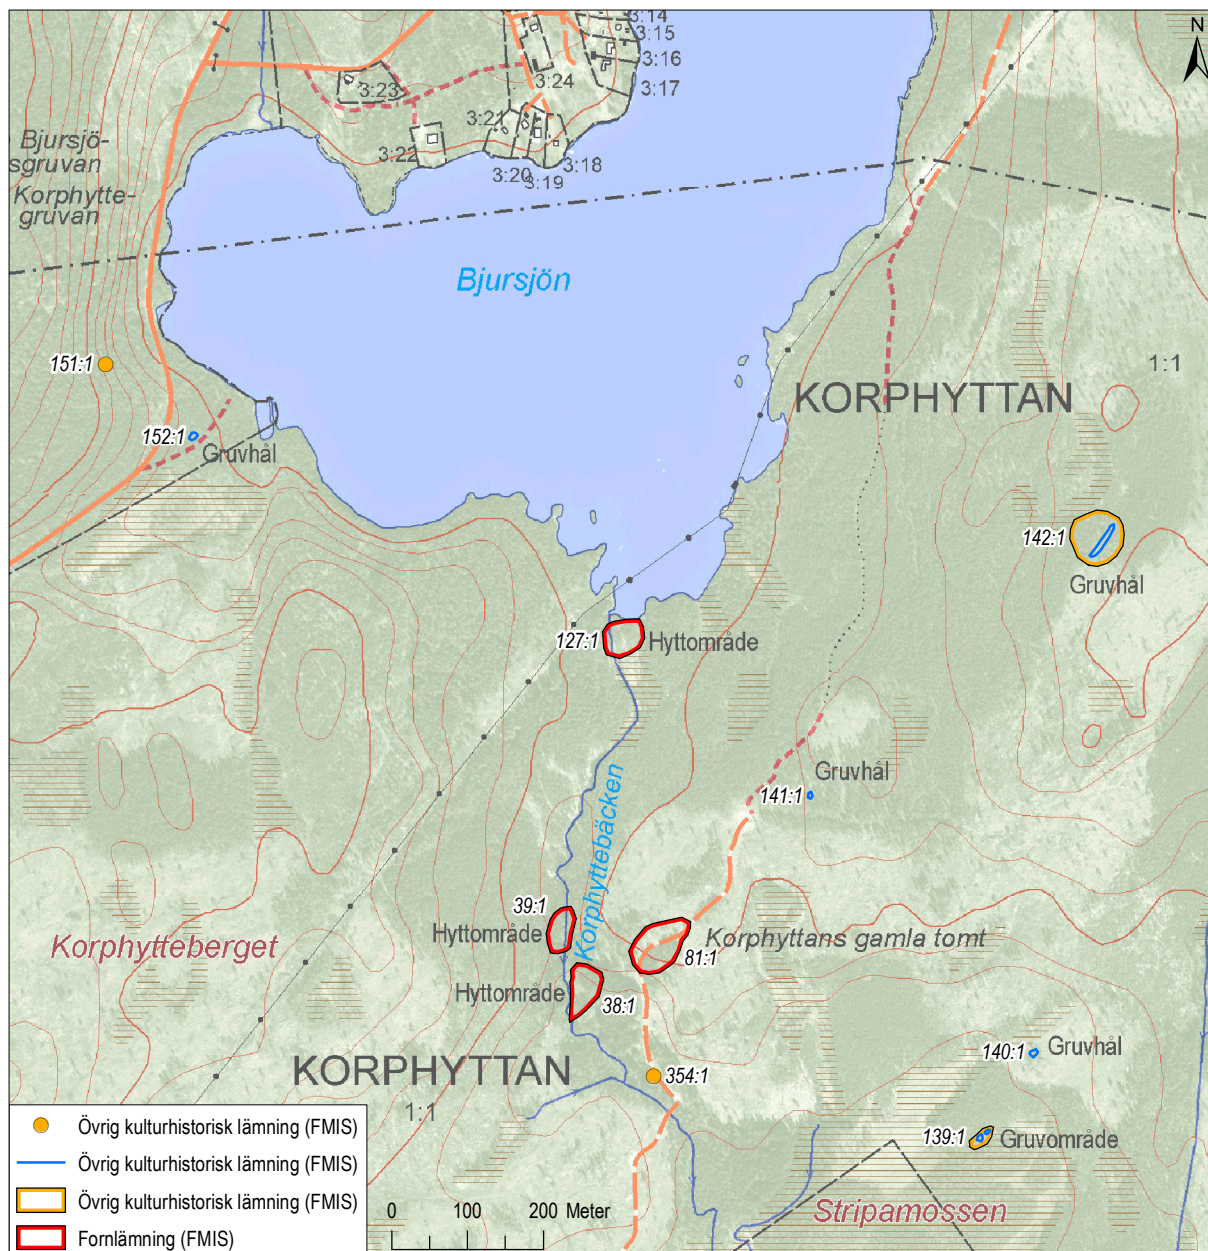 3:14
3:15
3:16
3:17
N
3:24
3:23
3:21
3:22
3:18
3:20
3:19
Bjursjö-
sgruvan
Korphytte-
gruvan
Bjursjön
151:1
1:1
KORPHYTTAN
152:1
Gruvhål
142:1
Gruvhål
127:1
Hyttområde
Gruvhål
141:1
Korphyttebäcken
39:1
Hyttområde
Korphytteberget
Korphyttans gamla tomt
81:1
Hyttområde
38:1
140:1
Gruvhål
KORPHYTTAN
354:1
1:1
139:1
Gruvområde
Stripamossen
Övrig kulturhistorisk lämning (FMIS)
Övrig kulturhistorisk lämning (FMIS)
Övrig kulturhistorisk lämning (FMIS)
Fornlämning (FMIS)
0 100 200 Meter